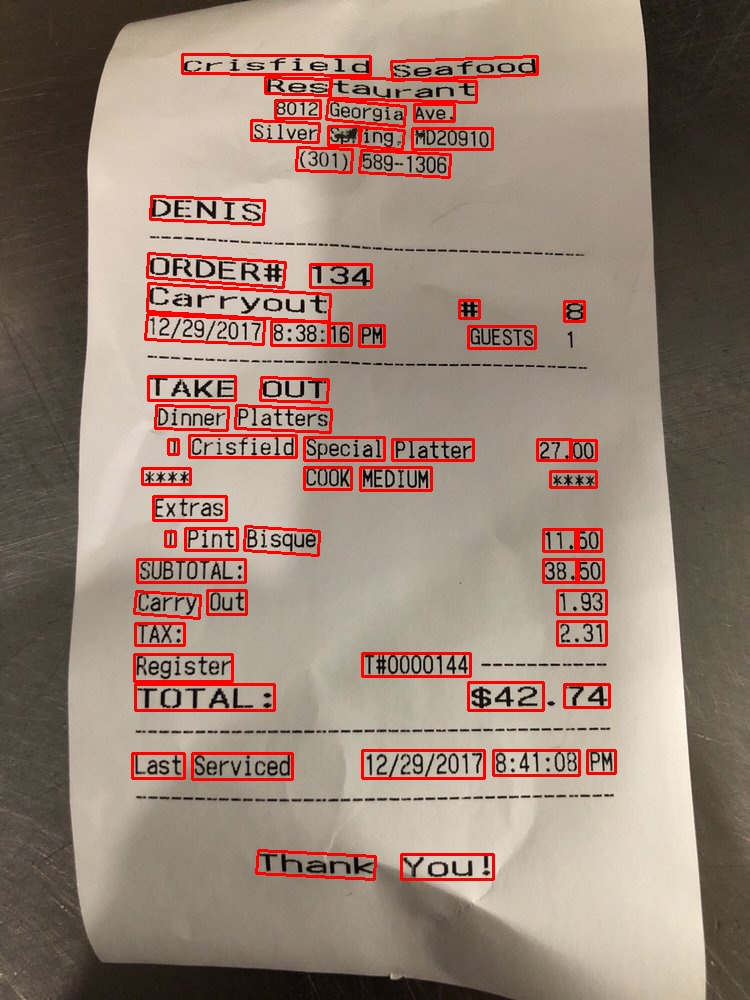 Crisfield Seafood
Restaurant
8012 Georgia Ave.
Silver Spring, MD20910
(301) 589-1306
DENIS
ORDER# 134
Carryout # 8
12/29/2017 8:38:16 PM GUESTS 1
TAKE OUT
Dinner Platters
1 Crisfield Special Platter 27.00
**** COOK MEDIUM ****
Extras
1 Pint Bisque 11.50
SUBTOTAL: 38.50
Carry Out 1.93
TAX: 2.31
Register T#0000144 ------------
TOTAL: $42.74
Last Serviced 12/29/2017 8:41:08 PM
Thank You!